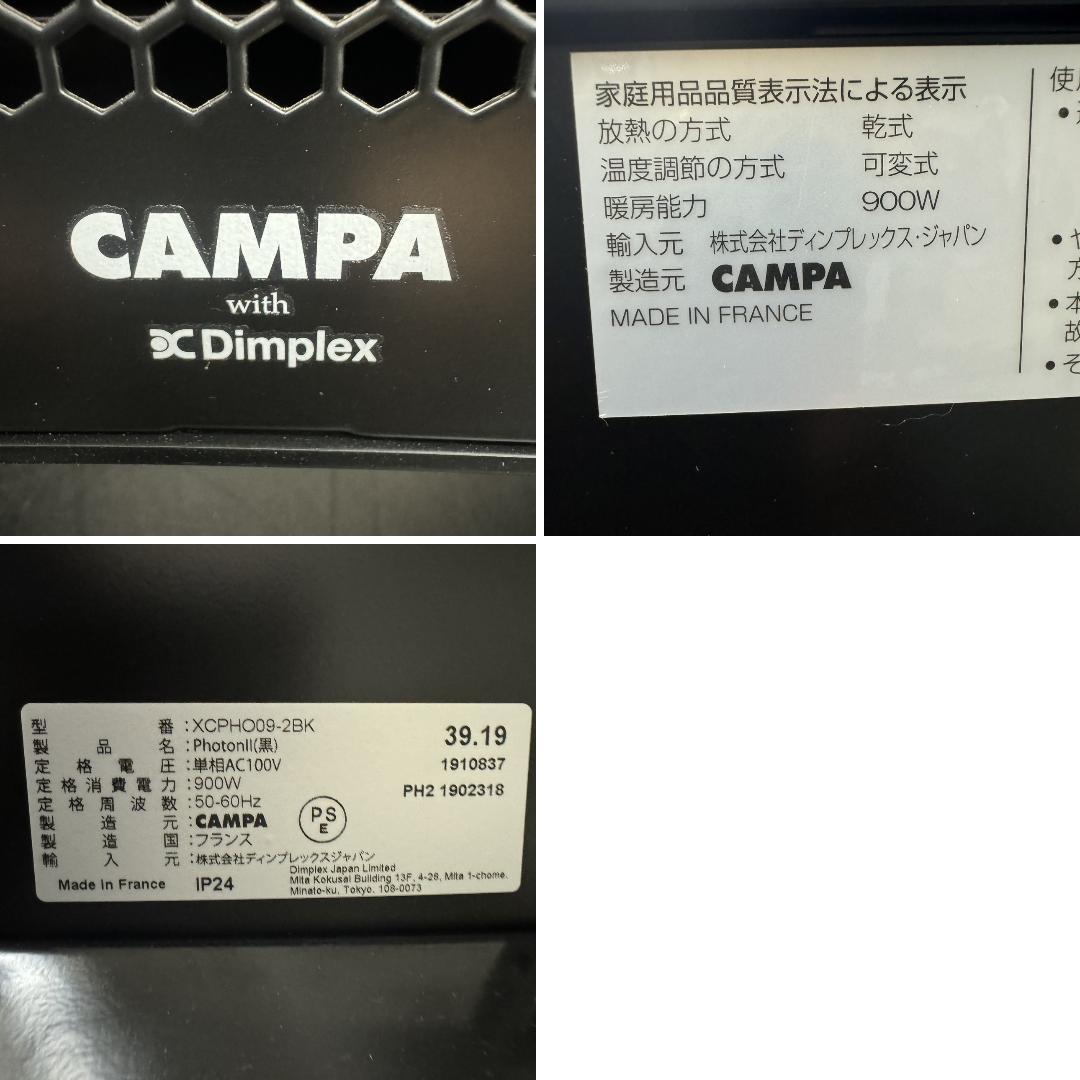 CAMPA
with
Dimplex
家庭用品品質表示法による表示
放熱の方式 乾式
温度調節の方式 可変式
暖房能力 900W
輸入元 株式会社ディンプレックス・ジャパン
製造元 CAMPA
MADE IN FRANCE
型番:XCPHO09-2BK
製品名:PhotonII(黒)
定格電圧:単相AC100V
定格消費電力:900W
定格周波数:50-60Hz
製造元:CAMPA
製造国:フランス
輸入元:株式会社ディンプレックスジャパン
Dimplex Japan Limited
Mita Kokusai Building 13F, 4-28, Mita 1-chome.
Minato-ku, Tokyo. 108-0073
Made in France IP24
39.19
1910837
PH2 1902318
PS
E